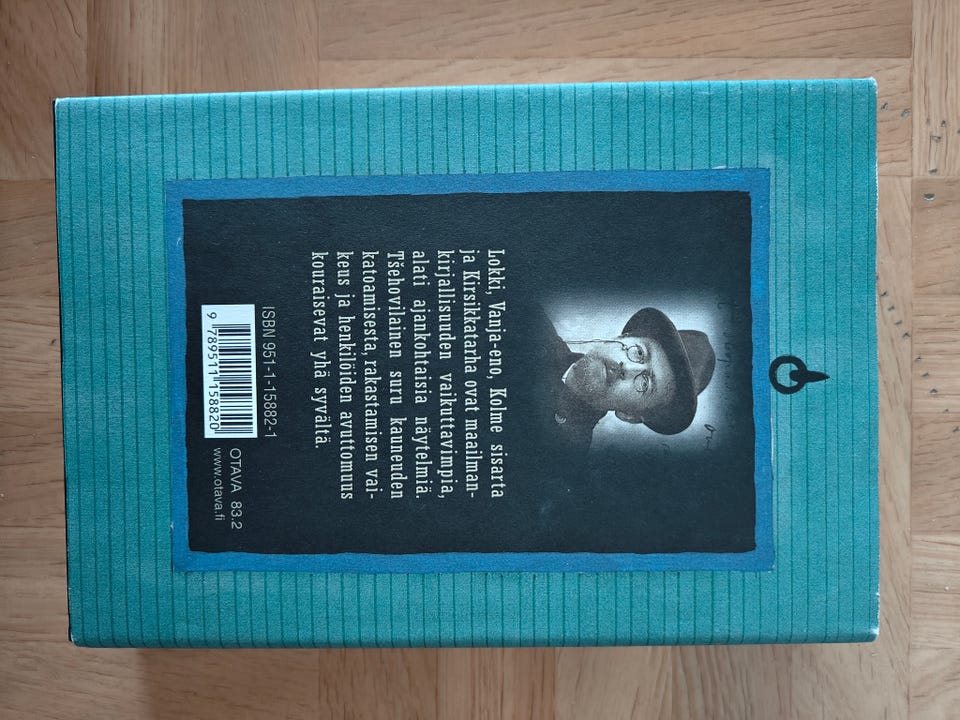 Lokki, Vanja-eno, Kolme sisarta
ja Kirsikkatarha ovat maailman-
kirjallisuuden vaikuttavimpia,
alati ajankohtaisia näytelmiä.
Tšehovilainen suru kauneuden
katoamisesta, rakastamisen vai-
keus ja henkilöiden avuttomuus
kouraisevat yhä syvältä.
ISBN 951-1-15882-1
9 789511 158820
OTAVA 83.2
www.otava.fi